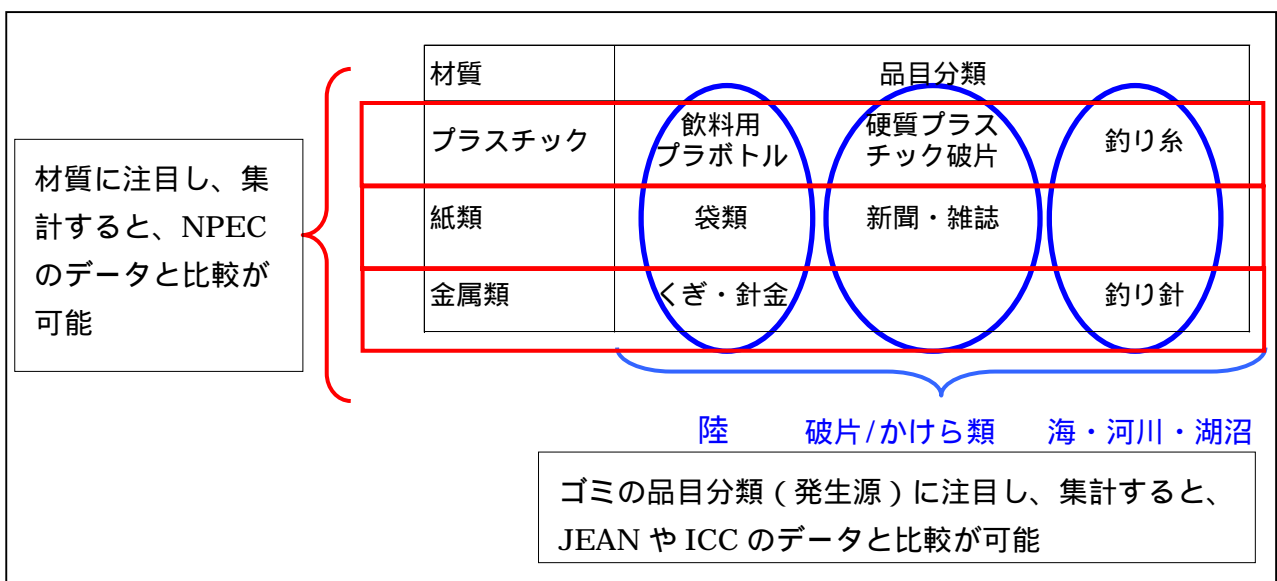 材質 品目分類
プラスチック 飲料用 硬質プラス 釣り糸
プラボトル チック破片
紙類 袋類 新聞・雑誌
金属類 くぎ・針金 釣り針
材質に注目し、集
計すると、NPEC
のデータと比較が
可能
陸 破片/かけら類 海・河川・湖沼
ゴミの品目分類(発生源)に注目し、集計すると、
JEAN や ICC のデータと比較が可能